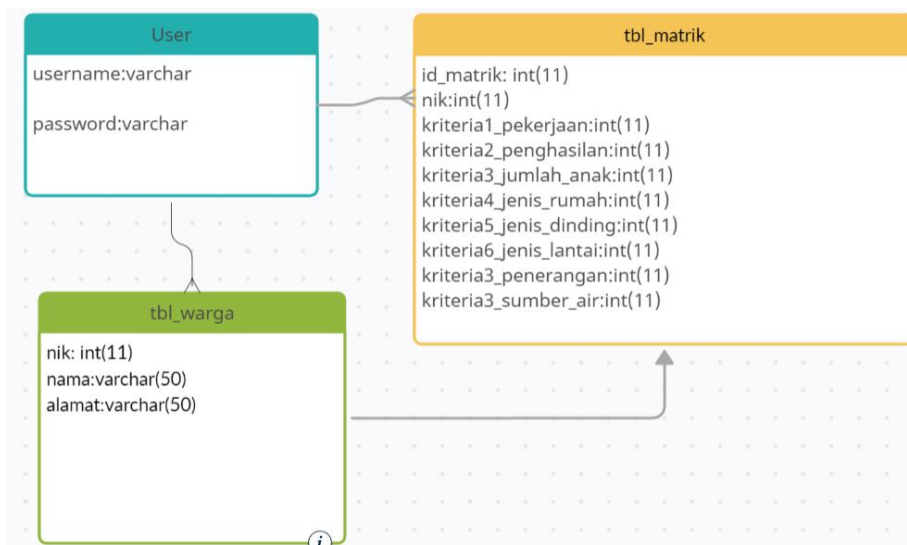 User
username:varchar
password:varchar
tbl_matrik
id_matrik: int(11)
nik:int(11)
kriteria1_pekerjaan:int(11)
kriteria2_penghasilan:int(11)
kriteria3_jumlah_anak:int(11)
kriteria4_jenis_rumah:int(11)
kriteria5_jenis_dinding:int(11)
kriteria6_jenis_lantai:int(11)
kriteria3_penerangan:int(11)
kriteria3_sumber_air:int(11)
tbl_warga
nik: int(11)
nama:varchar(50)
alamat:varchar(50)
i